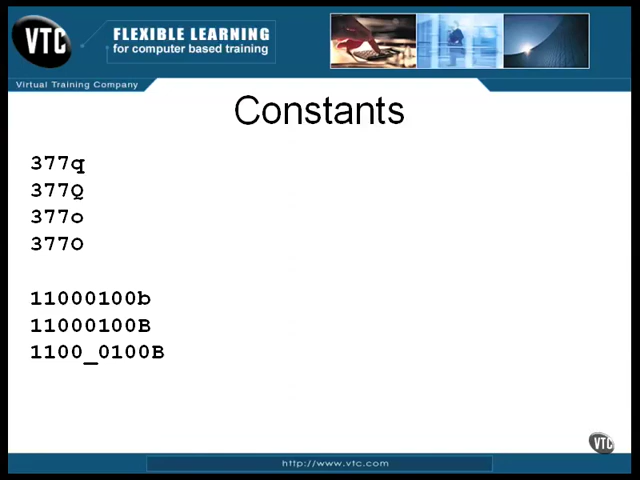 VTC
FLEXIBLE LEARNING
for computer based training
Virtual Training Company
Constants
377q
377Q
377o
377O
11000100b
11000100B
1100_0100B
VTC
http://www.vtc.com